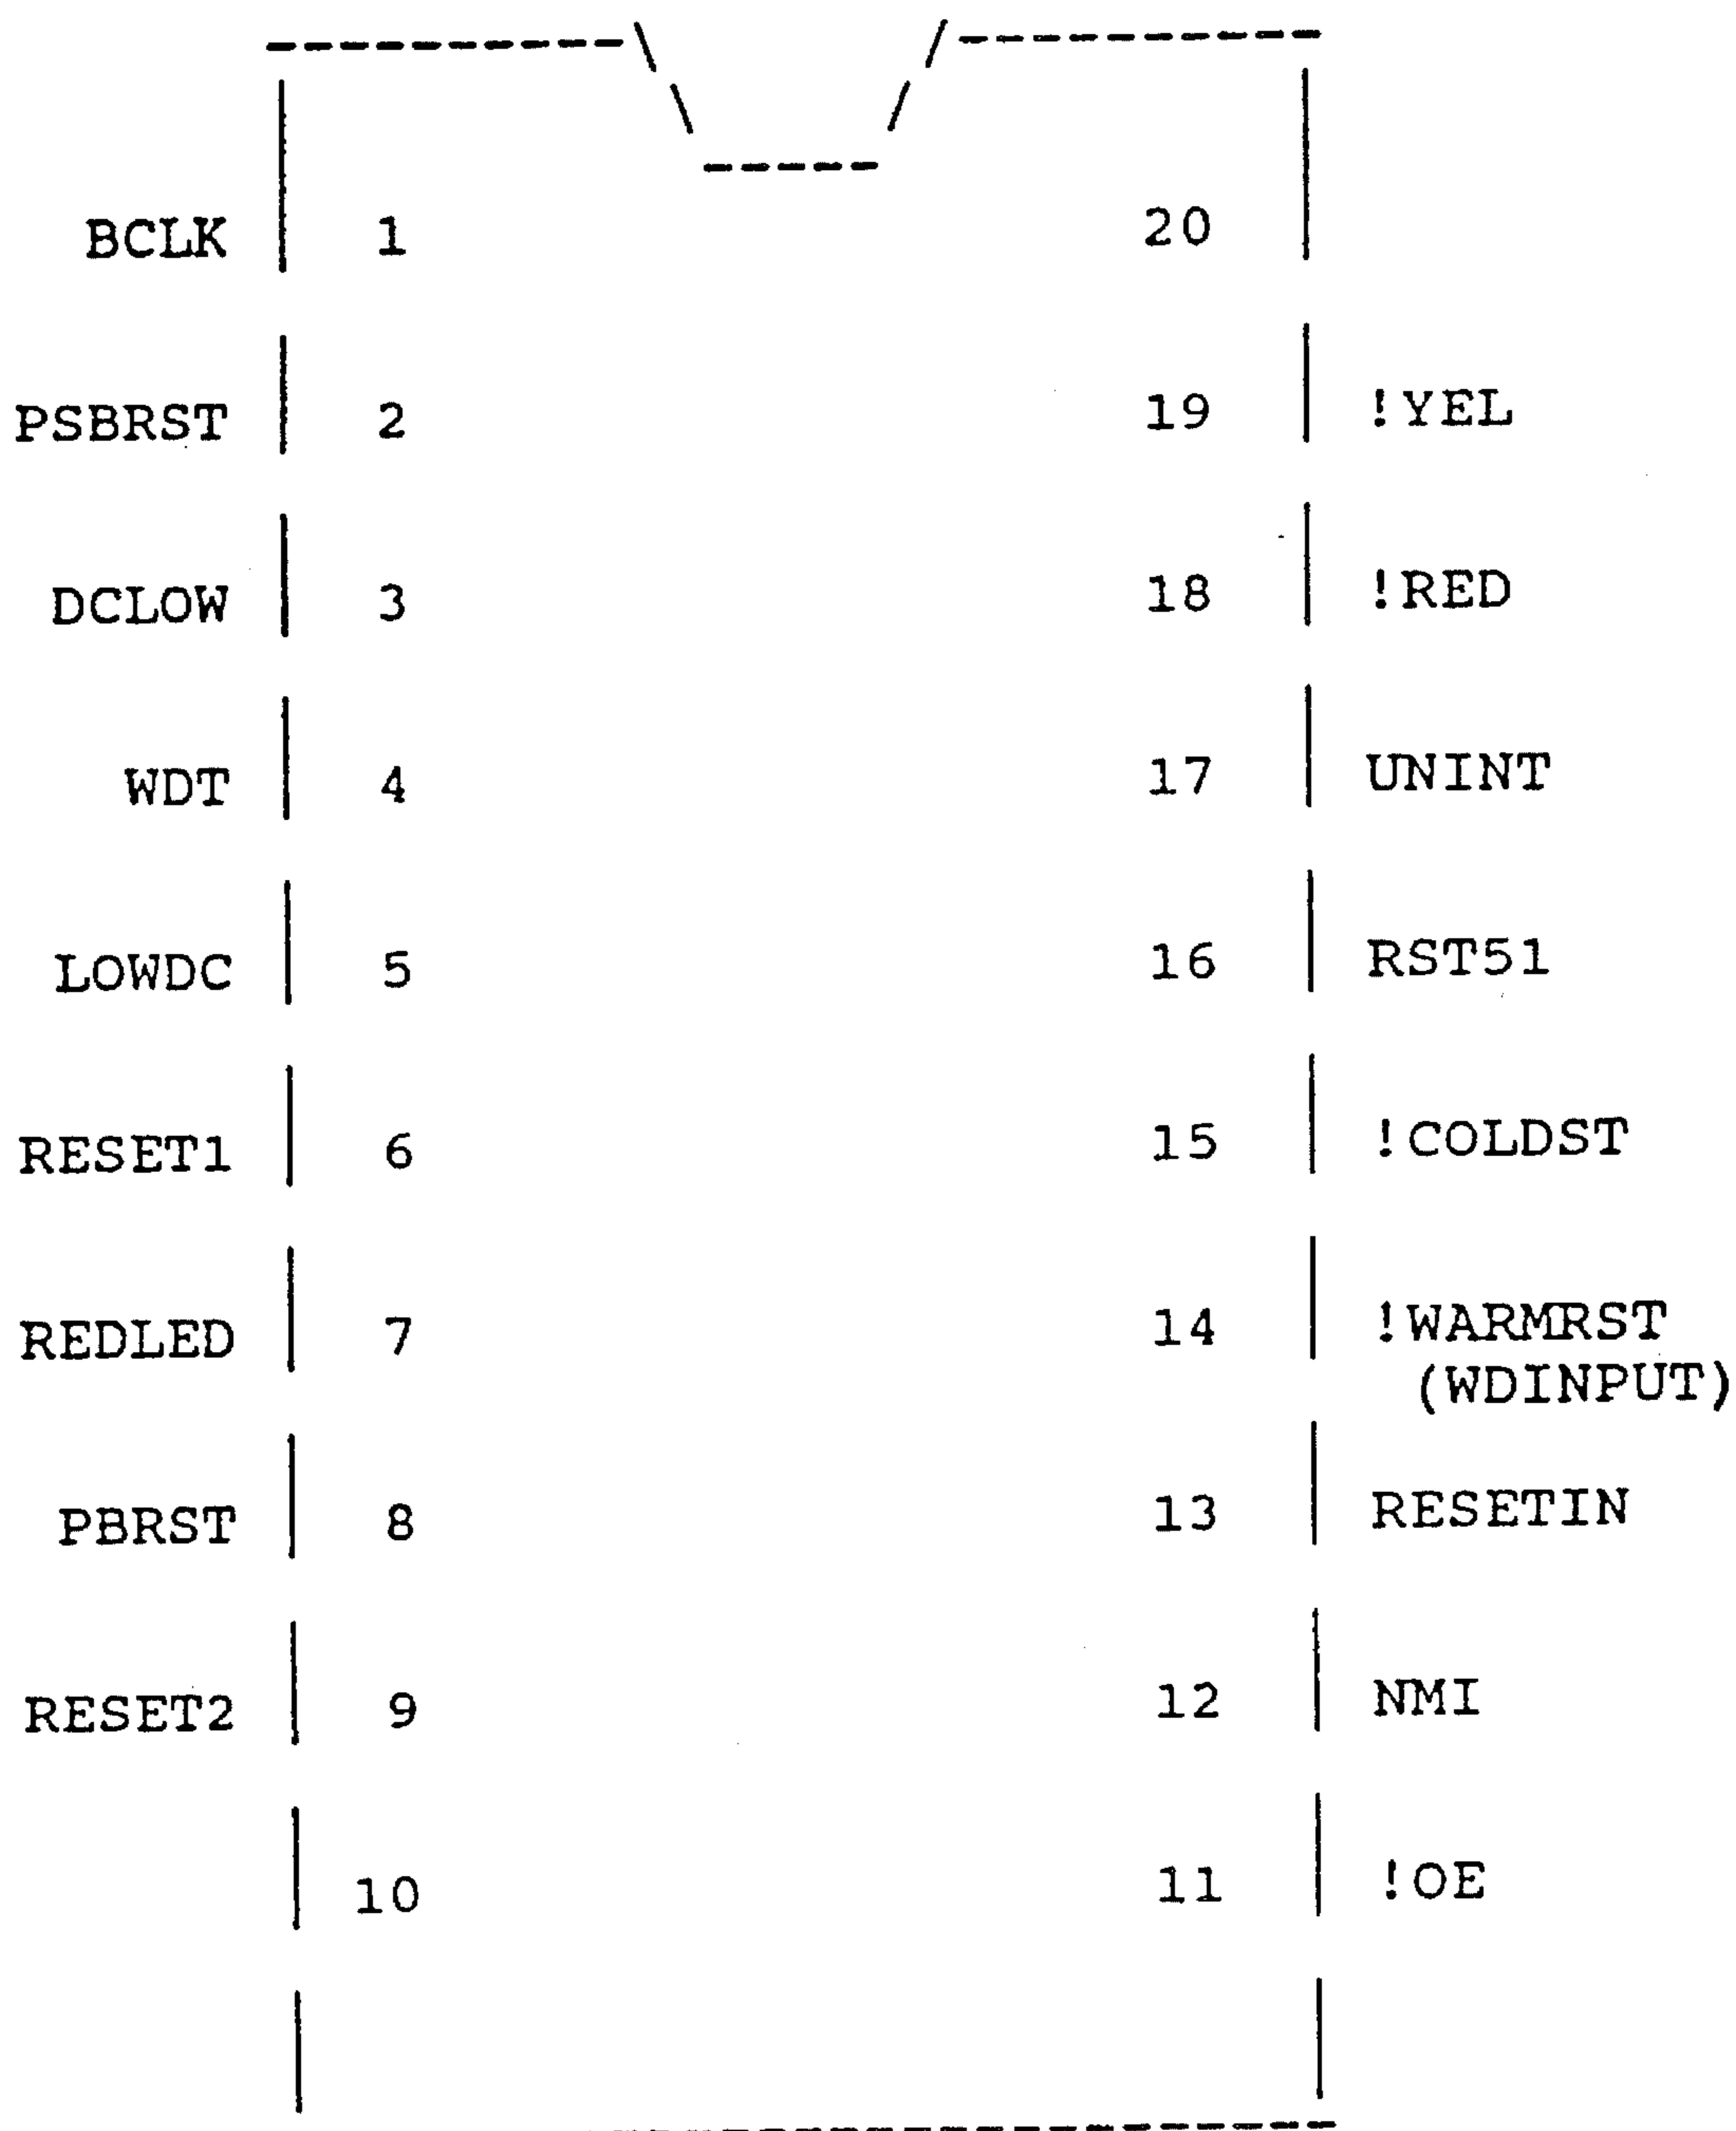 BCLK 1 20
PSBRST 2 19 !YEL
DCLOW 3 18 !RED
WDT 4 17 UNINT
LOWDC 5 16 RST51
RESET1 6 15 !COLDST
REDLED 7 14 !WARMRST
(WDINPUT)
PBRST 8 13 RESETIN
RESET2 9 12 NMI
10 11 !OE